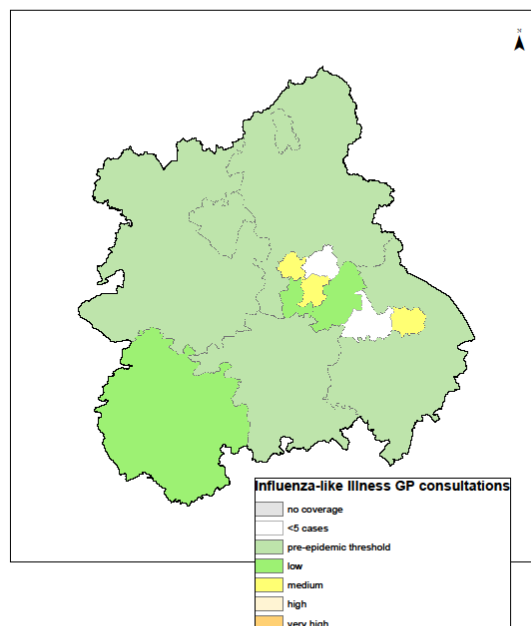 N
Influenza-like Illness GP consultations
no coverage
<5 cases
pre-epidemic threshold
low
medium
high
very high